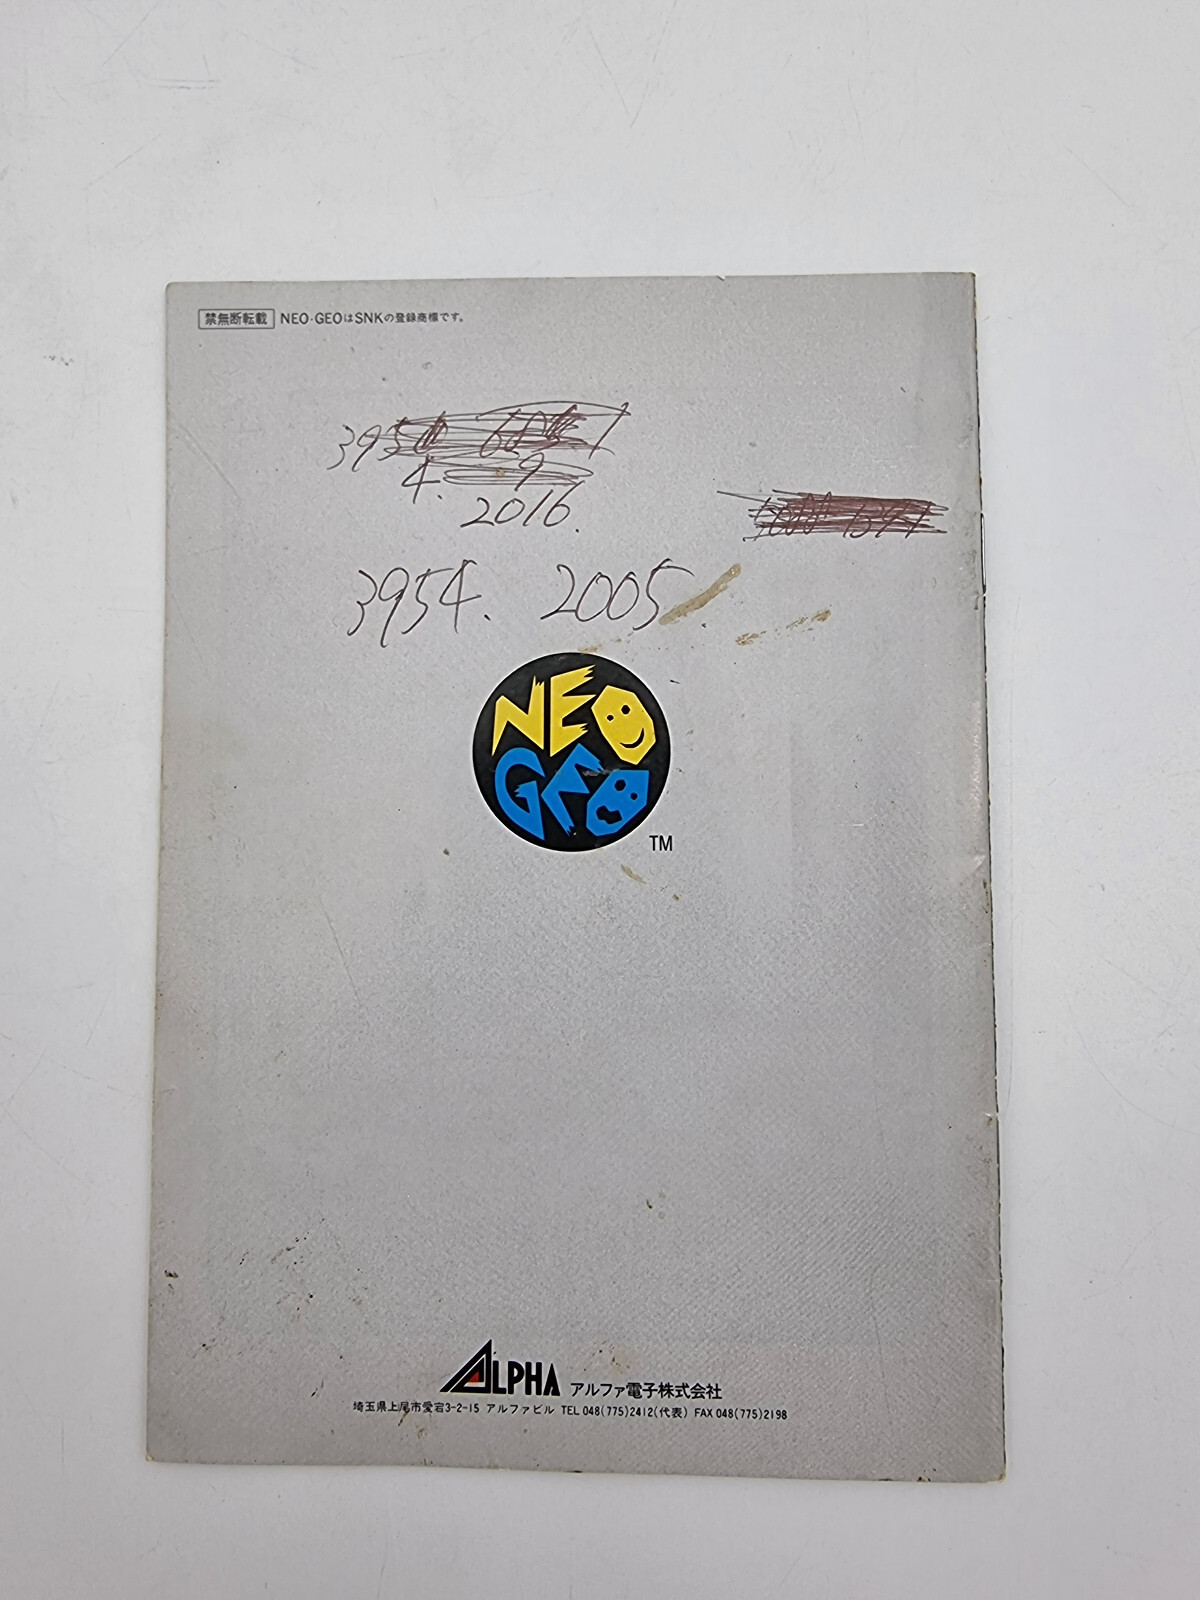 禁無断転載 NEO・GEOはSNKの登録商標です。
39
4. 9
2016.
3954. 2005.
NEO
GEO
TM
ALPHA アルファ電子株式会社
埼玉県上尾市愛宕3-2-15 アルファビル TEL 048(775)2412(代表) FAX 048(775)2198